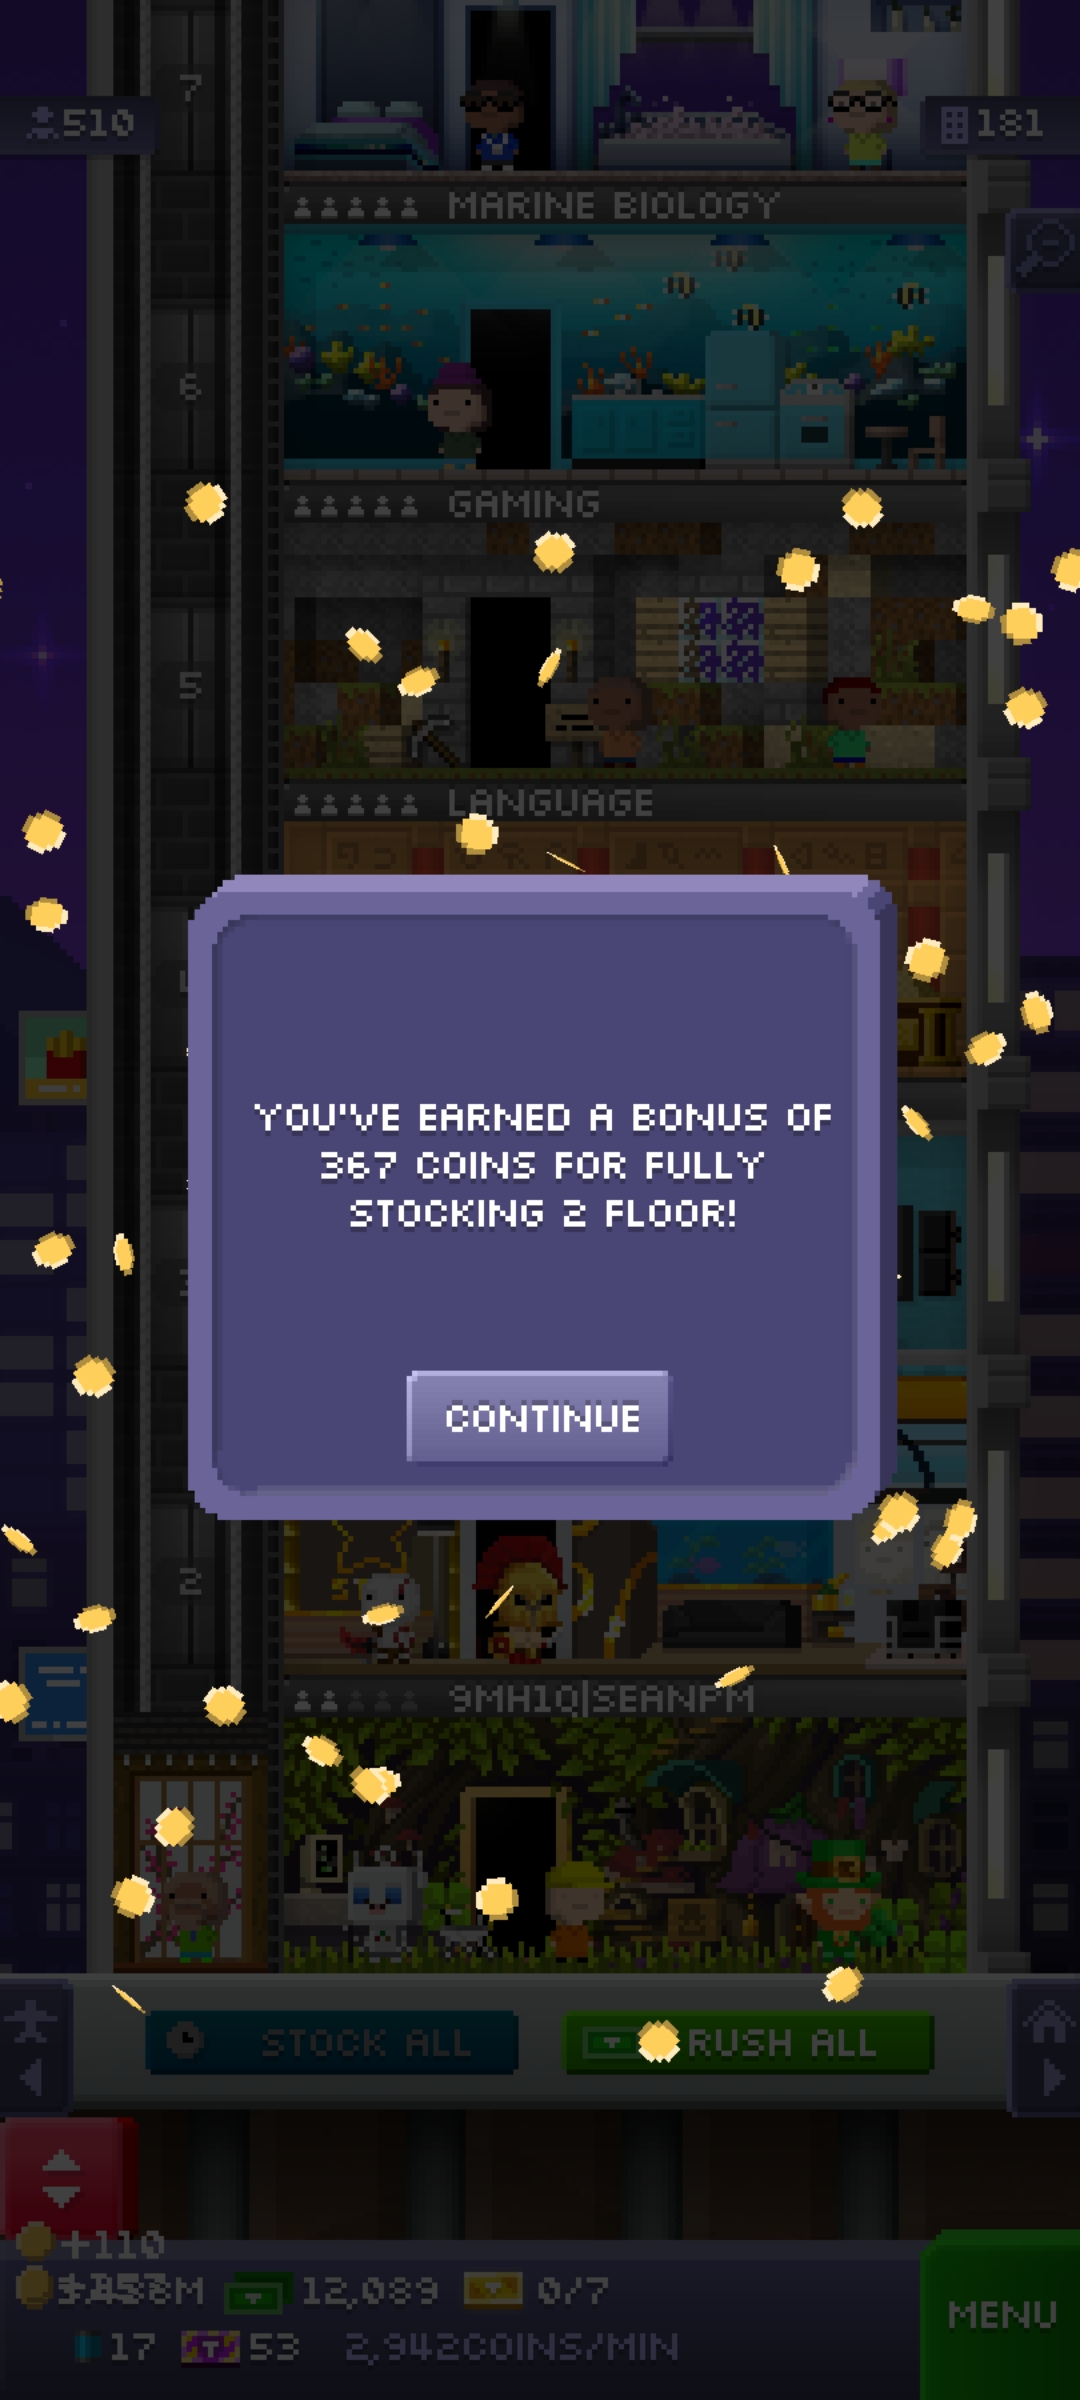 7
510
181
MARINE BIOLOGY
6
GAMING
5
LANGUAGE
YOU'VE EARNED A BONUS OF
367 COINS FOR FULLY
STOCKING 2 FLOOR!
CONTINUE
2
9MH1Q|SEANPM
STOCK ALL
RUSH ALL
+110
12,089
0/7
17
53
2,942COINS/MIN
MENU